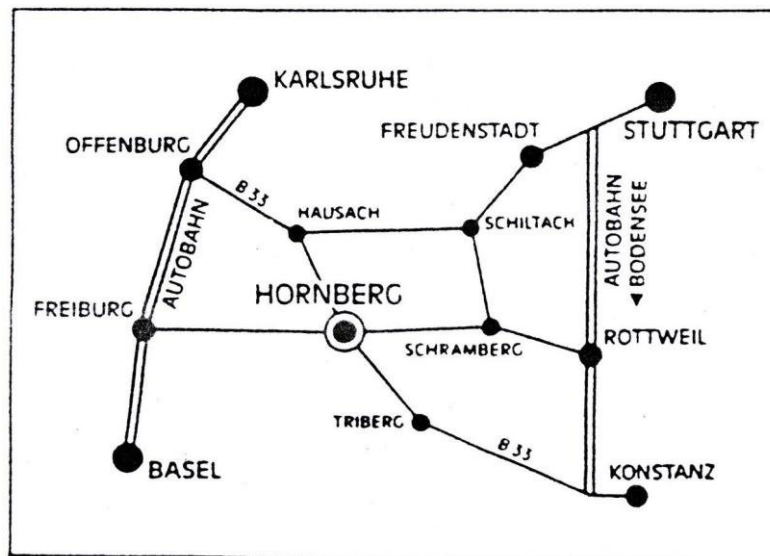 KARLSRUHE
OFFENBURG
FREUDENSTADT
STUTTGART
B 33
HAUSACH
SCHILTACH
AUTOBAHN
AUTOBAHN
◄ BODENSEE
FREIBURG
HORNBERG
SCHRAMBERG
ROTTWEIL
TRIBERG
B 33
BASEL
KONSTANZ